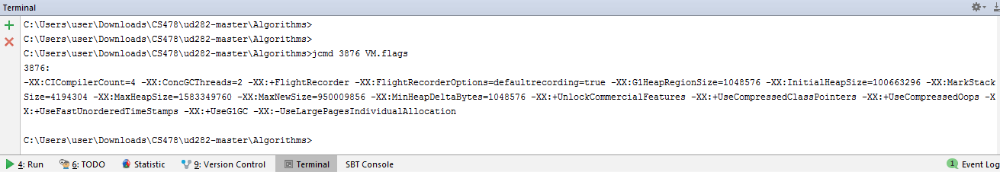 Terminal
C:\Users\user\Downloads\CS478\ud282-master\Algorithms>
C:\Users\user\Downloads\CS478\ud282-master\Algorithms>
C:\Users\user\Downloads\CS478\ud282-master\Algorithms>jcmd 3876 VM.flags
3876:
-XX:CICompilerCount=4 -XX:ConcGCThreads=2 -XX:+FlightRecorder -XX:FlightRecorderOptions=defaultrecording=true -XX:G1HeapRegionSize=1048576 -XX:InitialHeapSize=100663296 -XX:MarkStack
Size=4194304 -XX:MaxHeapSize=1583349760 -XX:MaxNewSize=950009856 -XX:MinHeapDeltaBytes=1048576 -XX:+UnlockCommercialFeatures -XX:+UseCompressedClassPointers -XX:+UseCompressedOops -X
X:+UseFastUnorderedTimeStamps -XX:+UseG1GC -XX:-UseLargePagesIndividualAllocation
C:\Users\user\Downloads\CS478\ud282-master\Algorithms>
4: Run 6: TODO Statistic 9: Version Control Terminal SBT Console 1 Event Log